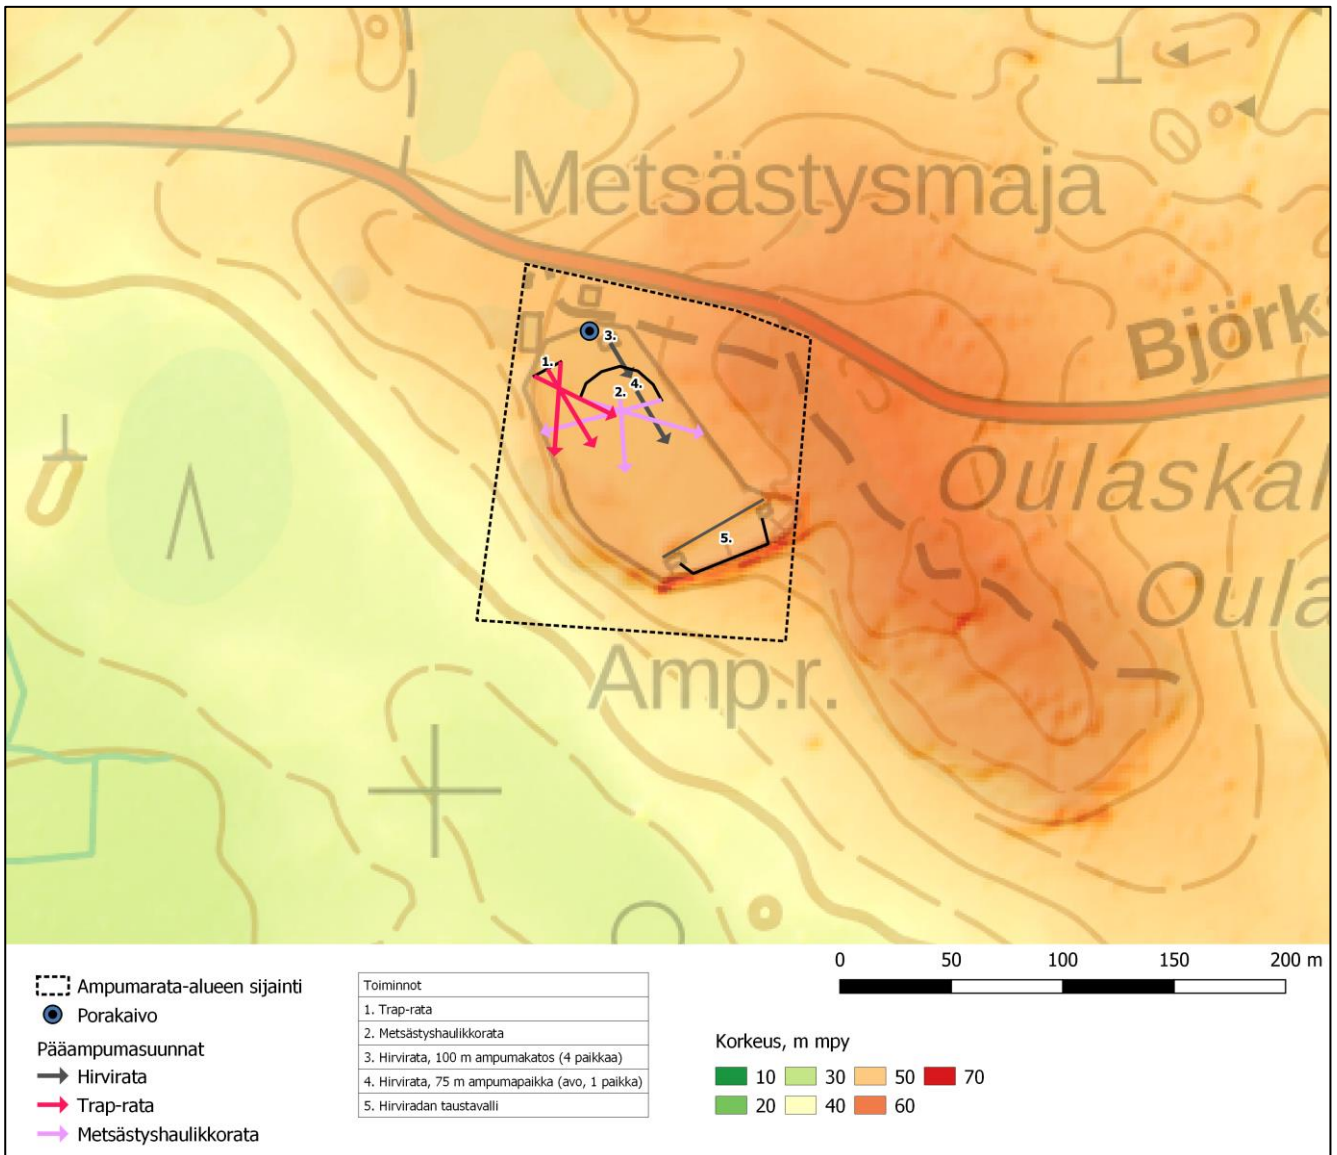 Metsästysmaja
Björk
Oulaskal
Oula
Amp.r.
3.
1.
4.
2.
5.
Ampumarata-alueen sijainti
Porakaivo
Pääampumasuunnat
Hirvirata
Trap-rata
Metsästyshaulikkorata
Toiminnot
1. Trap-rata
2. Metsästyshaulikkorata
3. Hirvirata, 100 m ampumakatos (4 paikkaa)
4. Hirvirata, 75 m ampumapaikka (avo, 1 paikka)
5. Hirviradan taustavalli
0 50 100 150 200 m
Korkeus, m mpy
10 30 50 70
20 40 60